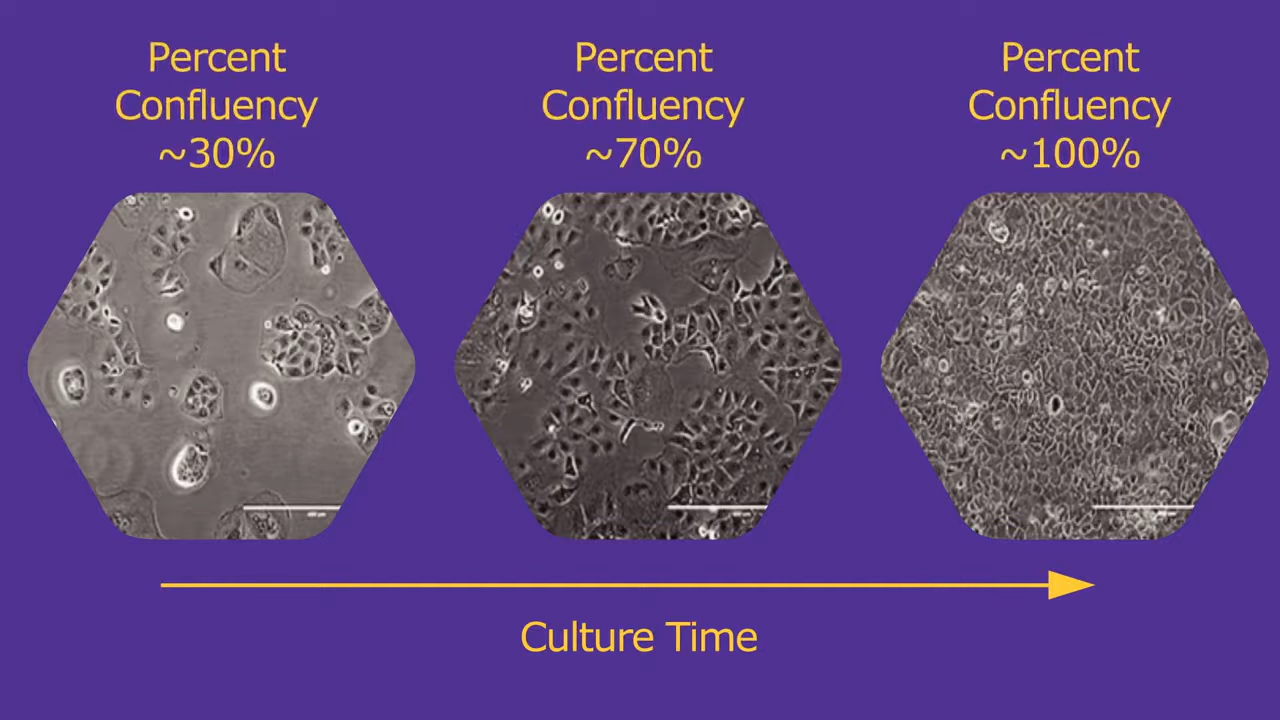 Percent
Confluency
~30%
Percent
Confluency
~70%
Percent
Confluency
~100%
Culture Time